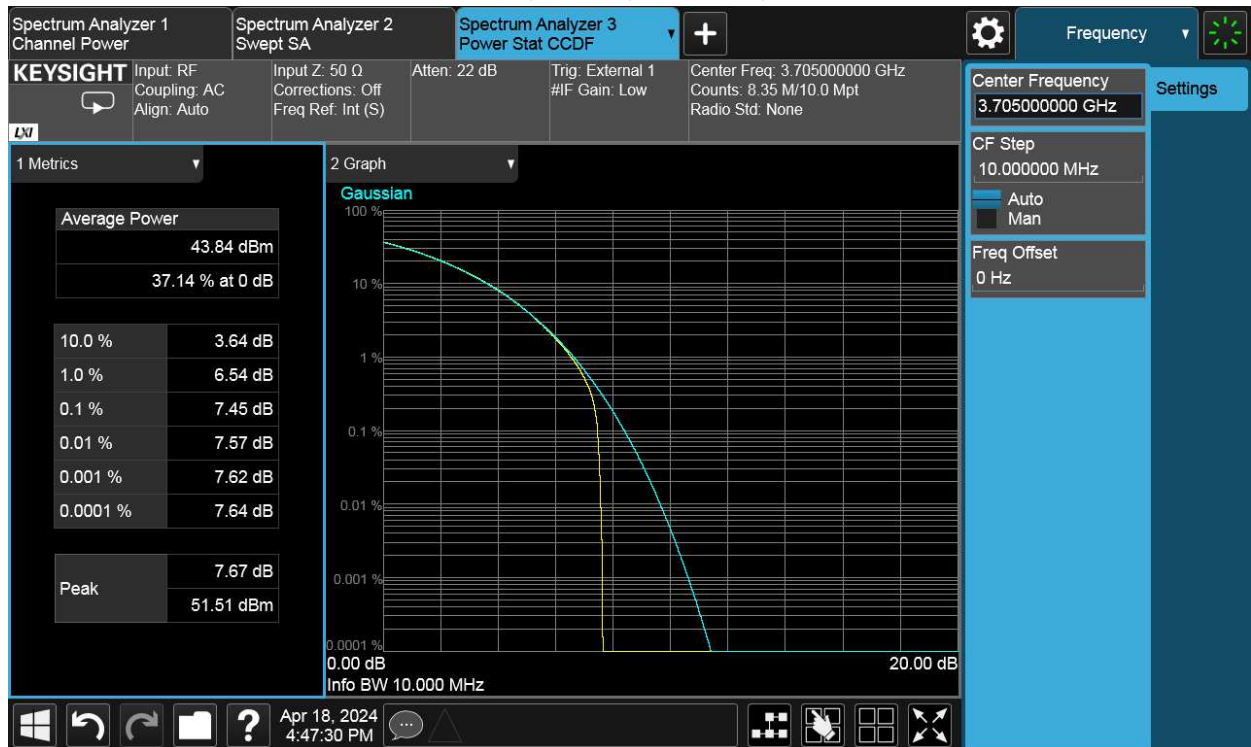 Spectrum Analyzer 1
Channel Power
Spectrum Analyzer 2
Swept SA
Spectrum Analyzer 3
Power Stat CCDF
Frequency
KEYSIGHT
LXI
Input: RF
Coupling: AC
Align: Auto
Input Z: 50 Ω
Corrections: Off
Freq Ref: Int (S)
Atten: 22 dB
Trig: External 1
#IF Gain: Low
Center Freq: 3.705000000 GHz
Counts: 8.35 M/10.0 Mpt
Radio Std: None
Center Frequency
3.705000000 GHz
Settings
CF Step
10.000000 MHz
Auto
Man
Freq Offset
0 Hz
1 Metrics
Average Power
43.84 dBm
37.14 % at 0 dB
10.0 % 3.64 dB
1.0 % 6.54 dB
0.1 % 7.45 dB
0.01 % 7.57 dB
0.001 % 7.62 dB
0.0001 % 7.64 dB
Peak
7.67 dB
51.51 dBm
2 Graph
Gaussian
100 %
10 %
1 %
0.1 %
0.01 %
0.001 %
0.0001 %
0.00 dB 20.00 dB
Info BW 10.000 MHz
?
Apr 18, 2024
4:47:30 PM